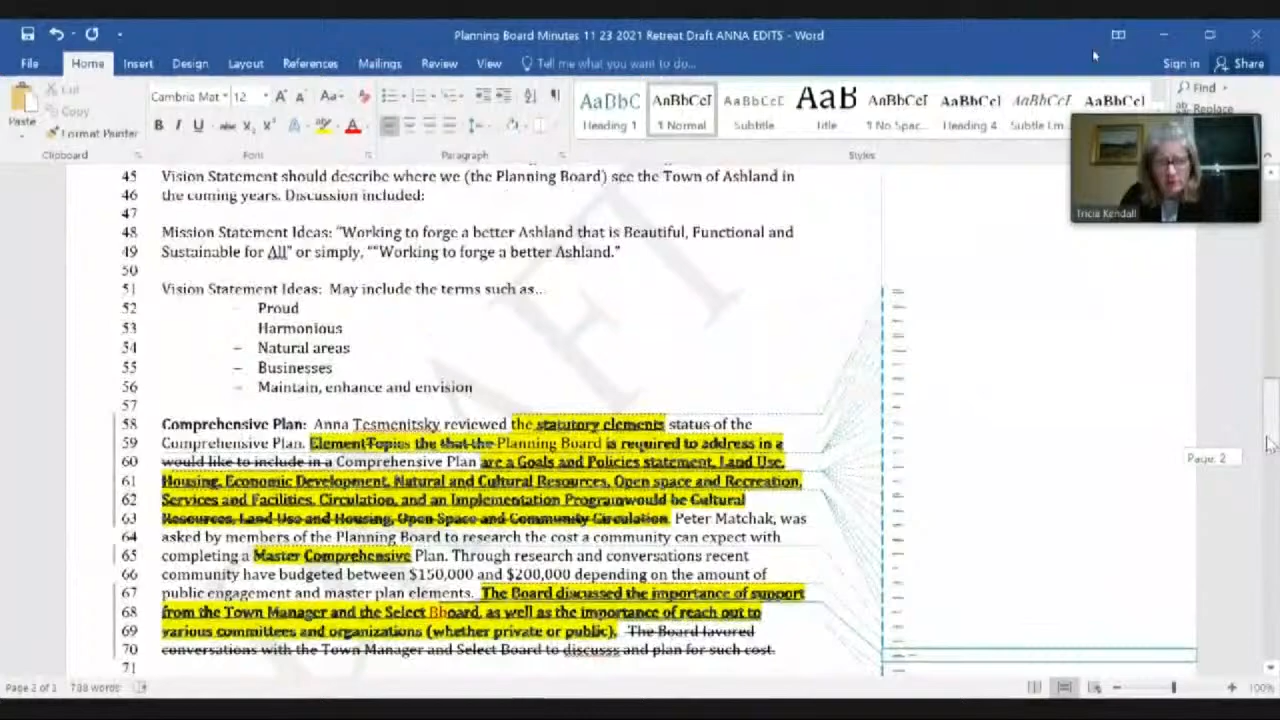 Planning Board Minutes 11 23 2021 Retreat Draft ANNA EDITS - Word
File Home Insert Design Layout References Mailings Review View Tell me what you want to do... Sign in Share
Paste Cut Copy Format Painter
Clipboard
Cambria Mat 12
Font
Paragraph
AaBbC AaBbCcI AaBbCcL AaB AaBbCcI AaBbCcI AaBbCcI AaBbCcI
Heading 1 ¶ Normal Subtitle Title ¶ No Spac... Heading 4 Subtle Em...
Styles
Find
Replace
Tricia Kendall
45 Vision Statement should describe where we (the Planning Board) see the Town of Ashland in
46 the coming years. Discussion included:
47
48 Mission Statement Ideas: "Working to forge a better Ashland that is Beautiful, Functional and
49 Sustainable for All" or simply, ""Working to forge a better Ashland."
50
51 Vision Statement Ideas: May include the terms such as...
52 - Proud
53 - Harmonious
54 - Natural areas
55 - Businesses
56 - Maintain, enhance and envision
57
58 Comprehensive Plan: Anna Tesmenitsky reviewed the statutory elements status of the
59 Comprehensive Plan. ElementTopics the that the Planning Board is required to address in a
60 would like to include in a Comprehensive Plan are a Goals and Policies statement, Land Use,
61 Housing, Economic Development, Natural and Cultural Resources, Open space and Recreation,
62 Services and Facilities, Circulation, and an Implementation Programwould be Cultural
63 Resources, Land Use and Housing, Open Space and Community Circulation. Peter Matchak, was
64 asked by members of the Planning Board to research the cost a community can expect with
65 completing a Master Comprehensive Plan. Through research and conversations recent
66 community have budgeted between $150,000 and $200,000 depending on the amount of
67 public engagement and master plan elements. The Board discussed the importance of support
68 from the Town Manager and the Select Bboard, as well as the importance of reach out to
69 various committees and organizations (whether private or public). The Board favored
70 conversations with the Town Manager and Select Board to discusss and plan for such cost.
71
Page: 2
DRAFT
Page 2 of 3 788 words 100%